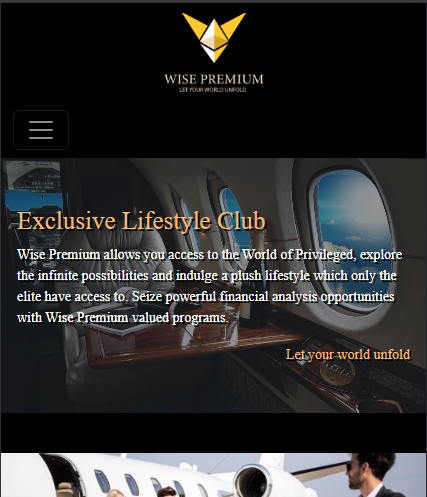 WISE PREMIUM
LET YOUR WORLD UNFOLD
Exclusive Lifestyle Club
Wise Premium allows you access to the World of Privileged, explore
the infinite possibilities and indulge a plush lifestyle which only the
elite have access to. Seize powerful financial analysis opportunities
with Wise Premium valued programs.
Let your world unfold